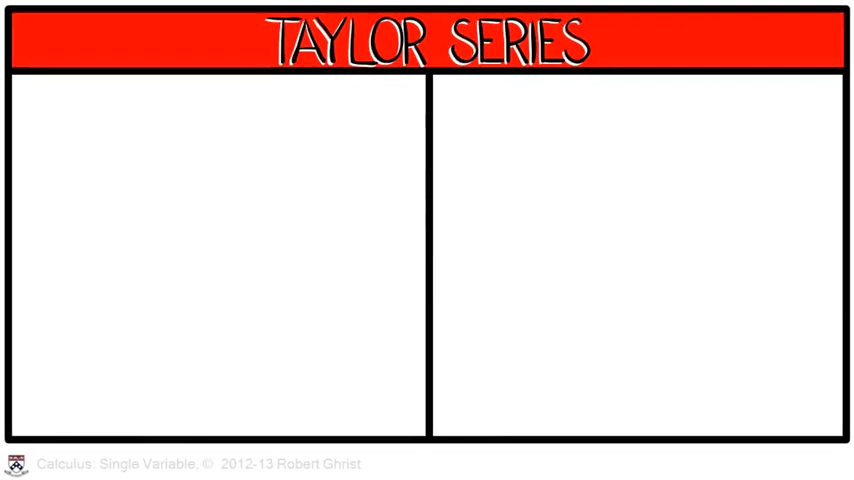 TAYLOR SERIES
Calculus: Single Variable, © 2012-13 Robert Ghrist